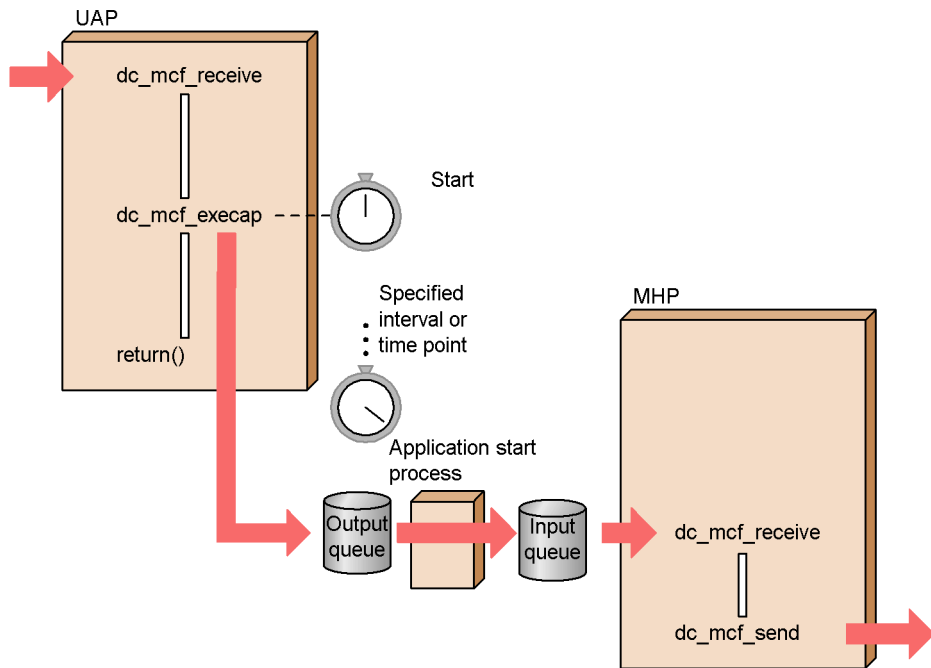 UAP
dc_mcf_receive
Start
dc_mcf_execap
Specified
interval or
time point
return()
MHP
Application start
process
Output
queue
Input
queue
dc_mcf_receive
dc_mcf_send